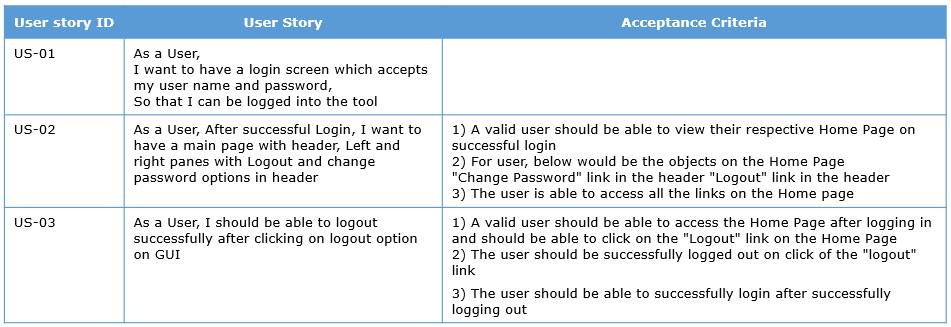 User story ID User Story Acceptance Criteria
US-01
As a User,
I want to have a login screen which accepts
my user name and password,
So that I can be logged into the tool
US-02
As a User, After successful Login, I want to
have a main page with header, Left and
right panes with Logout and change
password options in header
1) A valid user should be able to view their respective Home Page on
successful login
2) For user, below would be the objects on the Home Page
"Change Password" link in the header "Logout" link in the header
3) The user is able to access all the links on the Home page
US-03
As a User, I should be able to logout
successfully after clicking on logout option
on GUI
1) A valid user should be able to access the Home Page after logging in
and should be able to click on the "Logout" link on the Home Page
2) The user should be successfully logged out on click of the "logout"
link
3) The user should be able to successfully login after successfully
logging out